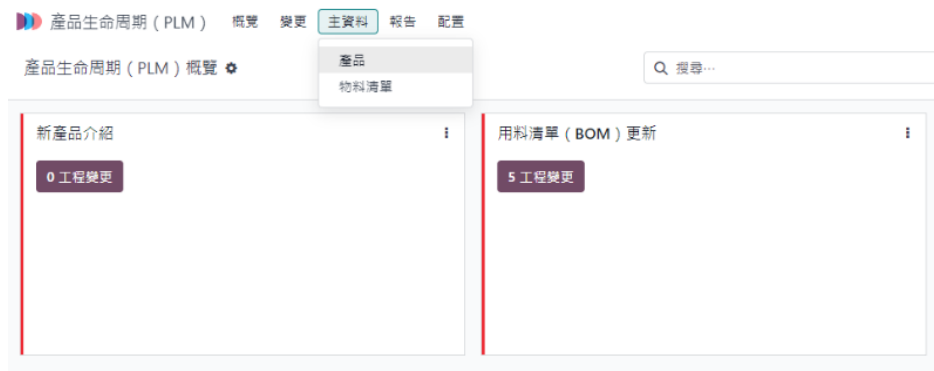 產品生命周期（PLM） 概覽 變更 主資料 報告 配置
產品生命周期（PLM）概覽
搜尋…
產品
物料清單
新產品介紹
0 工程變更
用料清單（BOM）更新
5 工程變更